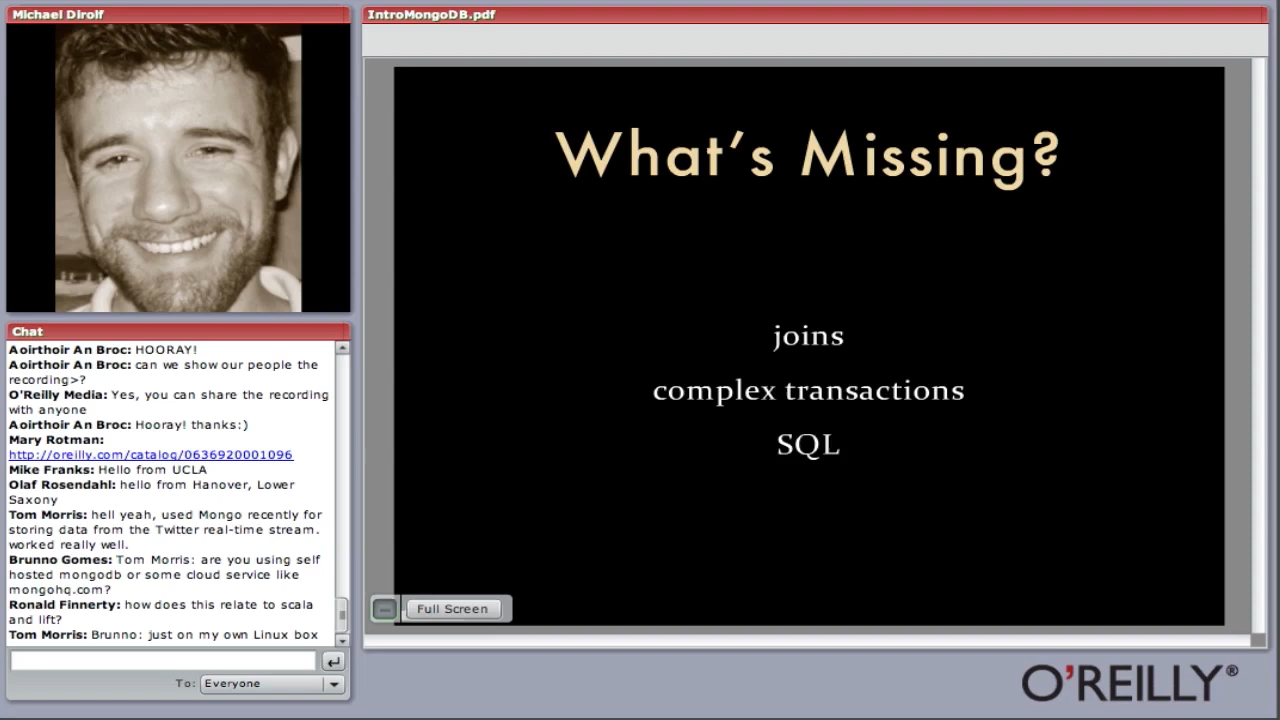 Michael Dirolf
Chat
Aoirthoir An Broc: HOORAY!
Aoirthoir An Broc: can we show our people the
recording>?
O'Reilly Media: Yes, you can share the recording
with anyone
Aoirthoir An Broc: Hooray! thanks:)
Mary Rotman:
http://oreilly.com/catalog/0636920001096
Mike Franks: Hello from UCLA
Olaf Rosendahl: hello from Hanover, Lower
Saxony
Tom Morris: hell yeah, used Mongo recently for
storing data from the Twitter real-time stream.
worked really well.
Brunno Gomes: Tom Morris: are you using self
hosted mongodb or some cloud service like
mongohq.com?
Ronald Finnerty: how does this relate to scala
and lift?
Tom Morris: Brunno: just on my own Linux box
To: Everyone
IntroMongoDB.pdf
What's Missing?
joins
complex transactions
SQL
Full Screen
O'REILLY®